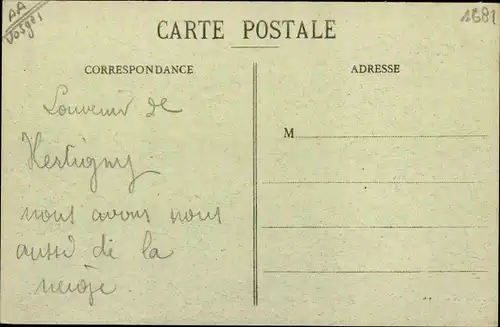 AA
Vosges
1681
CARTE POSTALE
CORRESPONDANCE
ADRESSE
Souvenir de
Hertigny
nous avons nous
aussi de la
neige
M